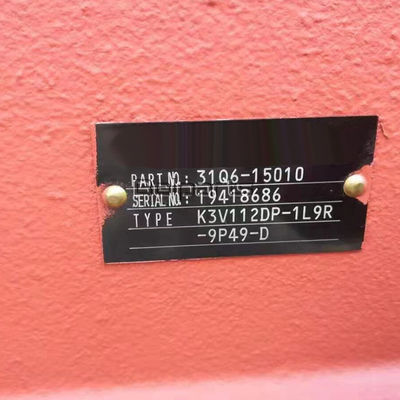 PART NO.: 31Q6-15010
SERIAL NO.: 19418686
TYPE K3V112DP-1L9R
-9P49-D